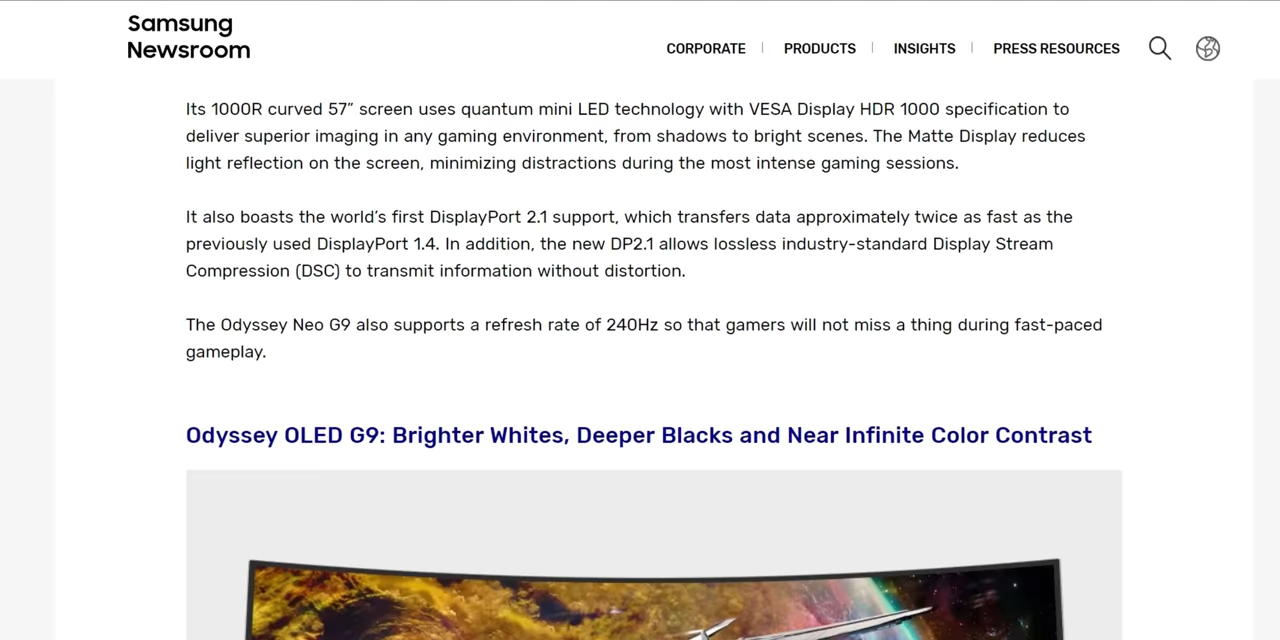 Samsung
Newsroom
CORPORATE | PRODUCTS | INSIGHTS | PRESS RESOURCES
Its 1000R curved 57” screen uses quantum mini LED technology with VESA Display HDR 1000 specification to
deliver superior imaging in any gaming environment, from shadows to bright scenes. The Matte Display reduces
light reflection on the screen, minimizing distractions during the most intense gaming sessions.
It also boasts the world’s first DisplayPort 2.1 support, which transfers data approximately twice as fast as the
previously used DisplayPort 1.4. In addition, the new DP2.1 allows lossless industry-standard Display Stream
Compression (DSC) to transmit information without distortion.
The Odyssey Neo G9 also supports a refresh rate of 240Hz so that gamers will not miss a thing during fast-paced
gameplay.
Odyssey OLED G9: Brighter Whites, Deeper Blacks and Near Infinite Color Contrast